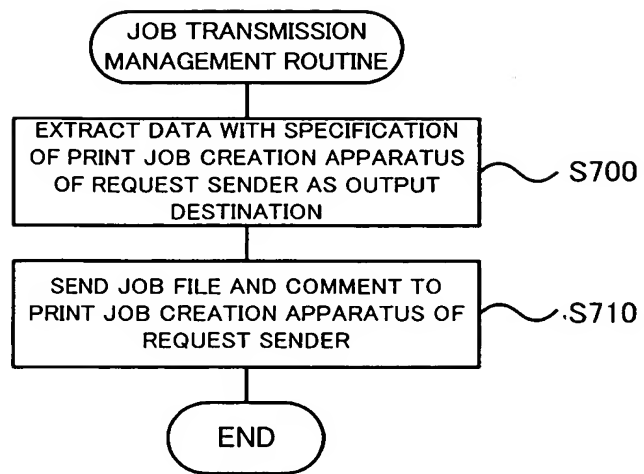 JOB TRANSMISSION
MANAGEMENT ROUTINE
EXTRACT DATA WITH SPECIFICATION
OF PRINT JOB CREATION APPARATUS
OF REQUEST SENDER AS OUTPUT
DESTINATION
S700
SEND JOB FILE AND COMMENT TO
PRINT JOB CREATION APPARATUS OF
REQUEST SENDER
S710
END